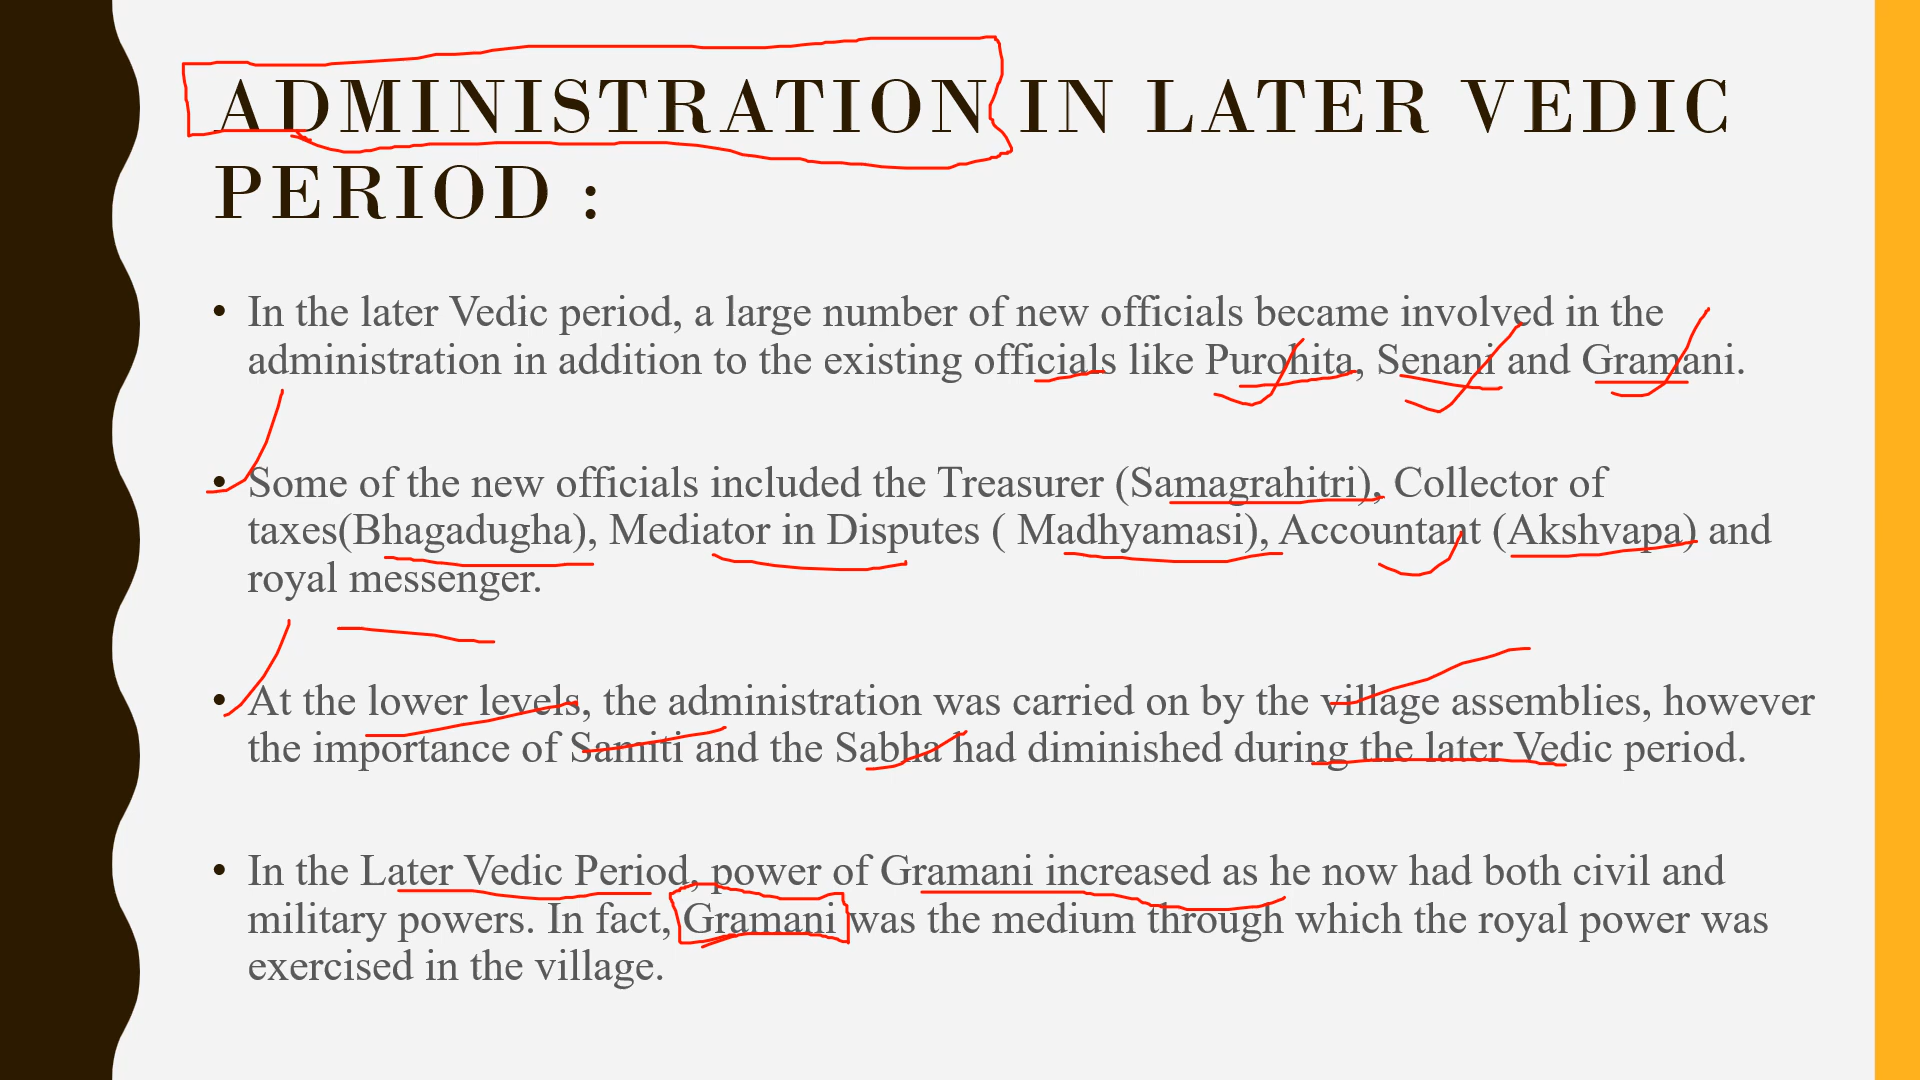 ADMINISTRATION IN LATER VEDIC
PERIOD :
• In the later Vedic period, a large number of new officials became involved in the
administration in addition to the existing officials like Purohita, Senani and Gramani.
• Some of the new officials included the Treasurer (Samagrahitri), Collector of
taxes(Bhagadugha), Mediator in Disputes ( Madhyamasi), Accountant (Akshvapa) and
royal messenger.
• At the lower levels, the administration was carried on by the village assemblies, however
the importance of Samiti and the Sabha had diminished during the later Vedic period.
• In the Later Vedic Period, power of Gramani increased as he now had both civil and
military powers. In fact, Gramani was the medium through which the royal power was
exercised in the village.